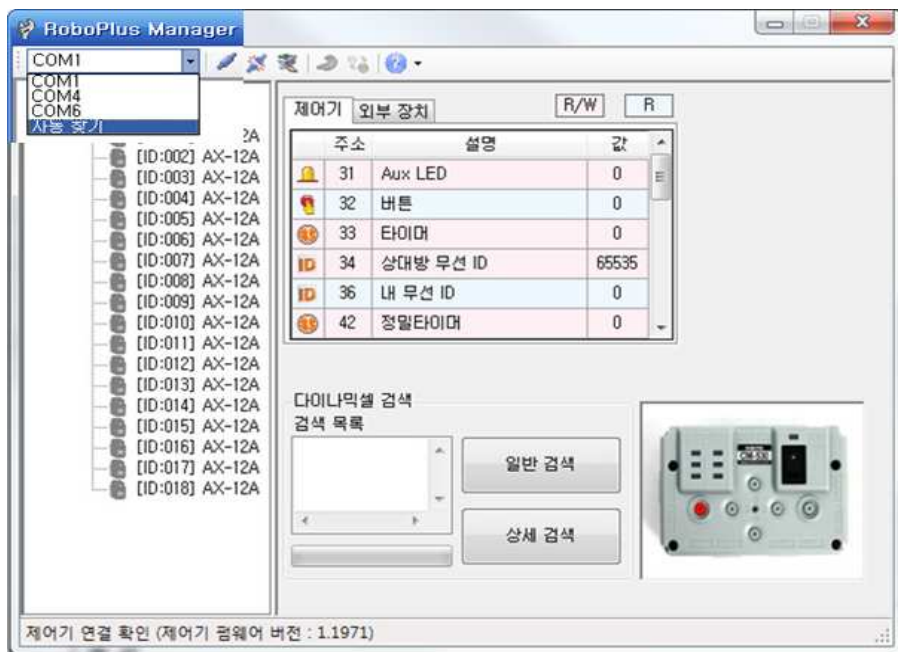 RoboPlus Manager
COM1
COM1
COM4
COM6
자동 찾기
2A
[ID:002] AX-12A
[ID:003] AX-12A
[ID:004] AX-12A
[ID:005] AX-12A
[ID:006] AX-12A
[ID:007] AX-12A
[ID:008] AX-12A
[ID:009] AX-12A
[ID:010] AX-12A
[ID:011] AX-12A
[ID:012] AX-12A
[ID:013] AX-12A
[ID:014] AX-12A
[ID:015] AX-12A
[ID:016] AX-12A
[ID:017] AX-12A
[ID:018] AX-12A
제어기 외부 장치 R/W R
주소 설명 값
31 Aux LED 0
32 버튼 0
33 타이머 0
ID 34 상대방 무선 ID 65535
ID 36 내 무선 ID 0
42 정밀타이머 0
다이나믹셀 검색
검색 목록
일반 검색
상세 검색
CM-530
제어기 연결 확인 (제어기 펌웨어 버전 : 1.1971)